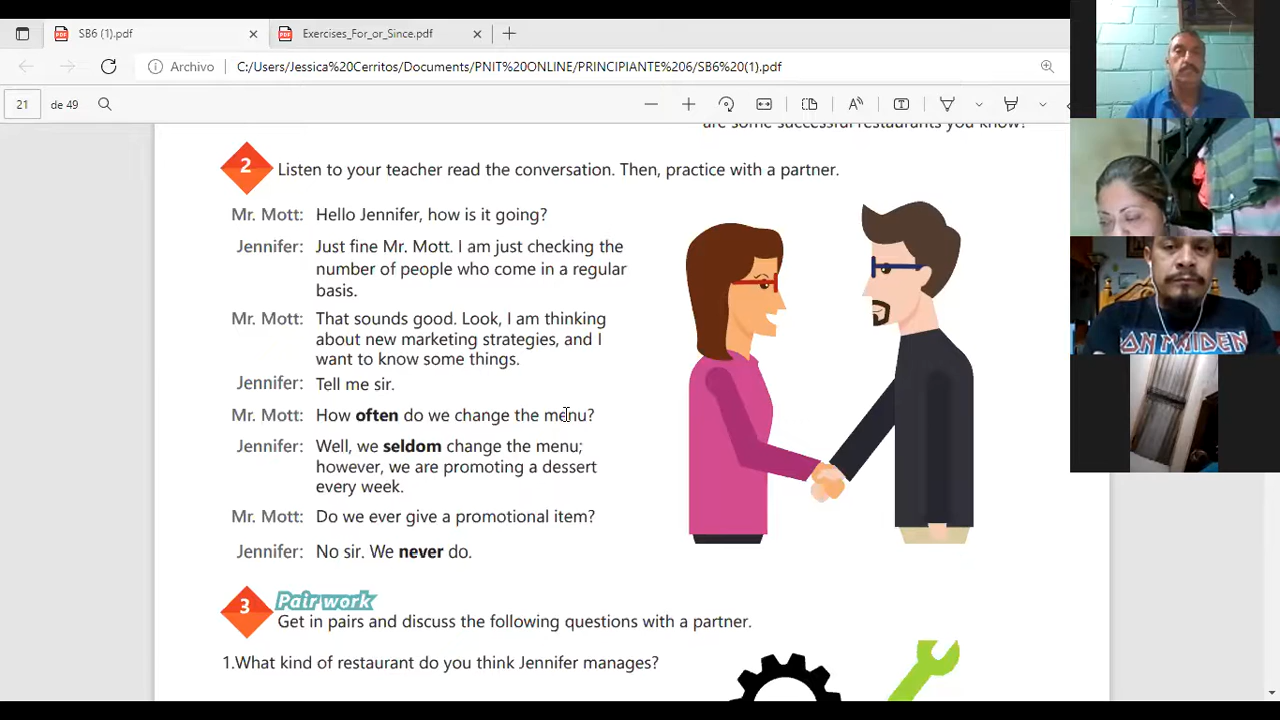 SB6 (1).pdf
Exercises_For_or_Since.pdf
Archivo
C:/Users/Jessica%20Cerritos/Documents/PNIT%20ONLINE/PRINCIPIANTE%206/SB6%20(1).pdf
21
de 49
are some successful restaurants you know?
2
Listen to your teacher read the conversation. Then, practice with a partner.
Mr. Mott: Hello Jennifer, how is it going?
Jennifer: Just fine Mr. Mott. I am just checking the
number of people who come in a regular
basis.
Mr. Mott: That sounds good. Look, I am thinking
about new marketing strategies, and I
want to know some things.
Jennifer: Tell me sir.
Mr. Mott: How often do we change the menu?
Jennifer: Well, we seldom change the menu;
however, we are promoting a dessert
every week.
Mr. Mott: Do we ever give a promotional item?
Jennifer: No sir. We never do.
3
Pair work
Get in pairs and discuss the following questions with a partner.
1.What kind of restaurant do you think Jennifer manages?